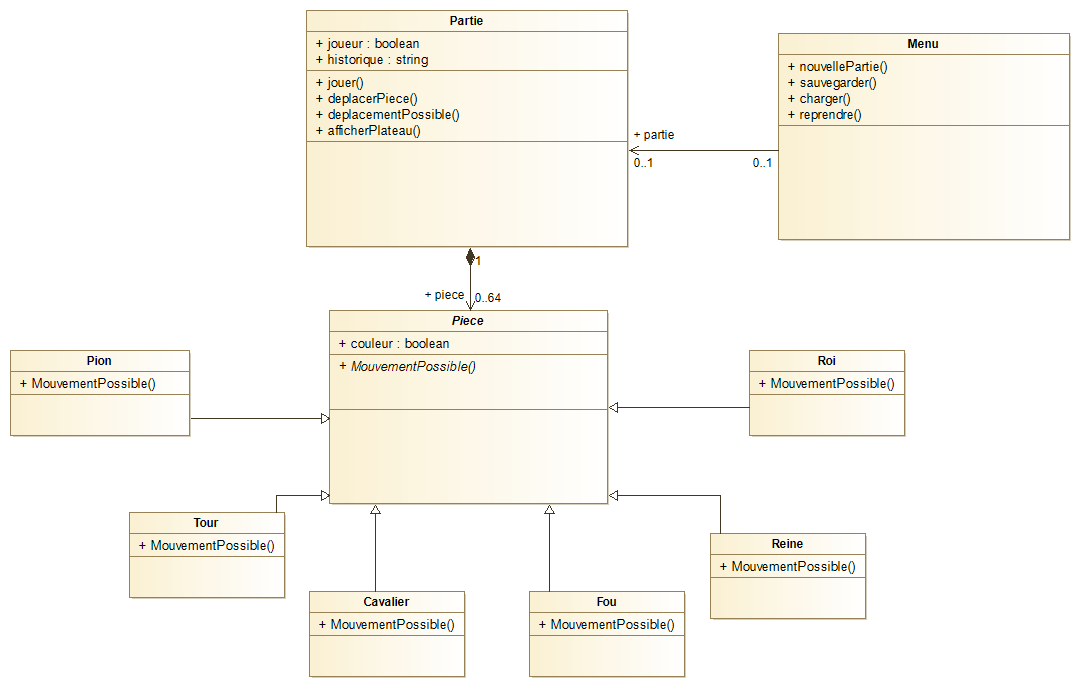 Partie
+ joueur : boolean
+ historique : string
+ jouer()
+ deplacerPiece()
+ deplacementPossible()
+ afficherPlateau()
Menu
+ nouvellePartie()
+ sauvegarder()
+ charger()
+ reprendre()
+ partie
0..1
0..1
1
+ piece
0..64
Piece
+ couleur : boolean
+ MouvementPossible()
Pion
+ MouvementPossible()
Roi
+ MouvementPossible()
Tour
+ MouvementPossible()
Reine
+ MouvementPossible()
Cavalier
+ MouvementPossible()
Fou
+ MouvementPossible()